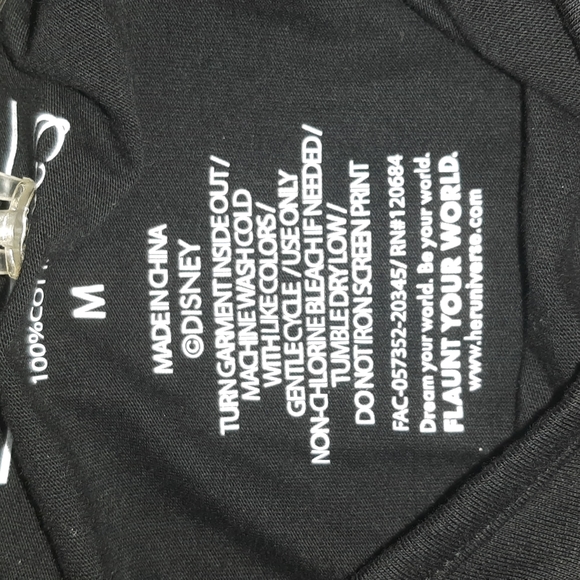 100%COT
M
MADE IN CHINA
©DISNEY
TURN GARMENT INSIDE OUT/
MACHINE WASH COLD
WITH LIKE COLORS/
GENTLE CYCLE /USE ONLY
NON-CHLORINE BLEACH IF NEEDED/
TUMBLE DRY LOW/
DO NOT IRON SCREEN PRINT
FAC-057352-20345/ RN#120684
Dream your world. Be your world.
FLAUNT YOUR WORLD.
www.heruniverse.com